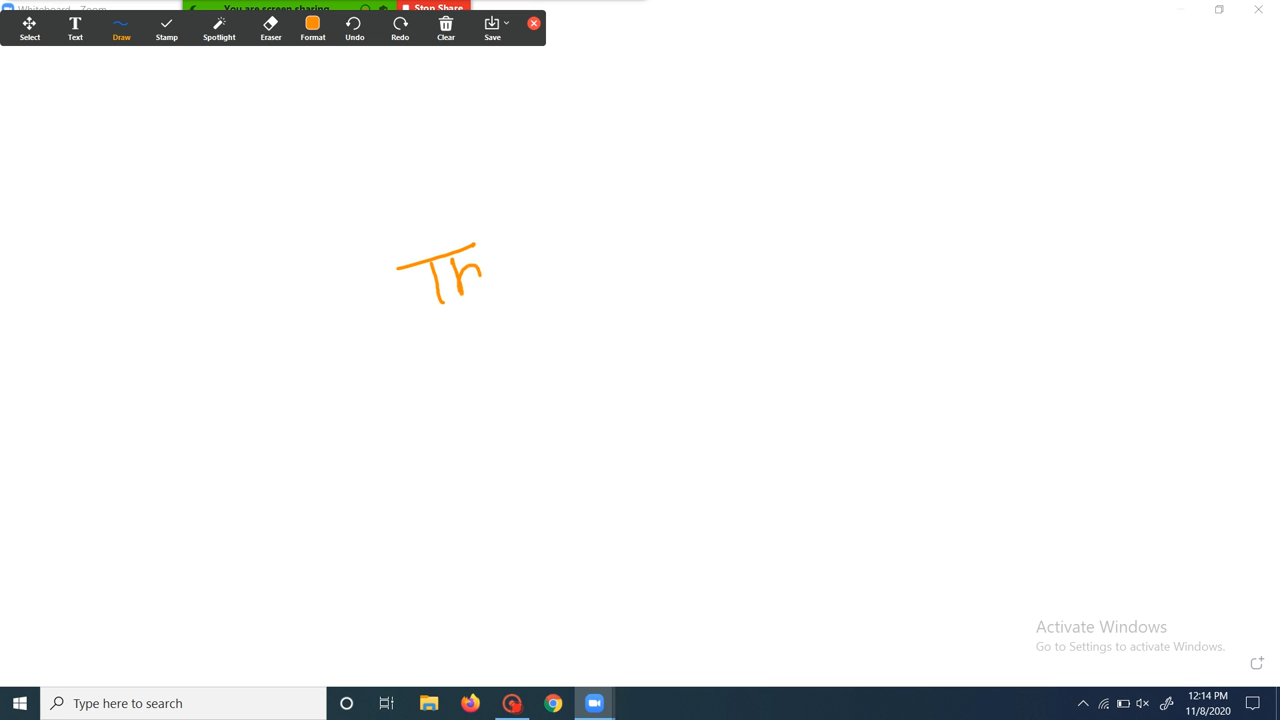 Whiteboard - Zoom
You are screen sharing
Stop Share
Select
Text
Draw
Stamp
Spotlight
Eraser
Format
Undo
Redo
Clear
Save
Tr
Activate Windows
Go to Settings to activate Windows.
Type here to search
12:14 PM
11/8/2020